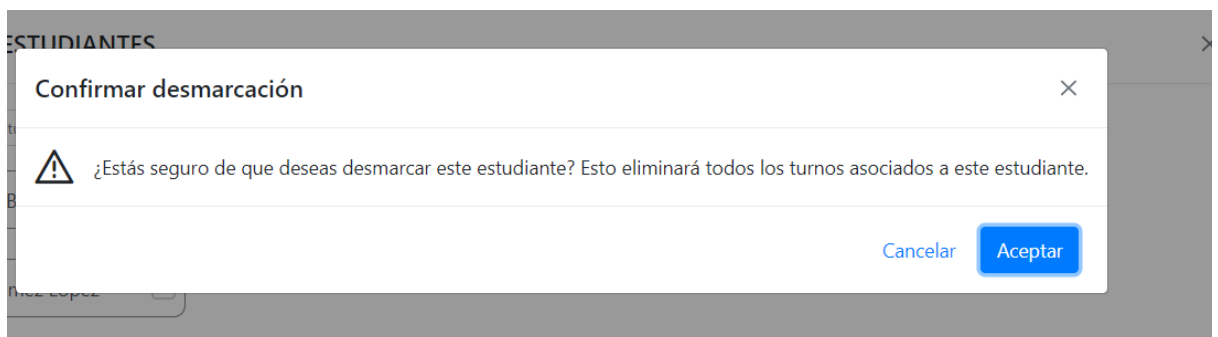 ESTUDIANTES
Confirmar desmarcación
¿Estás seguro de que deseas desmarcar este estudiante? Esto eliminará todos los turnos asociados a este estudiante.
Cancelar
Aceptar